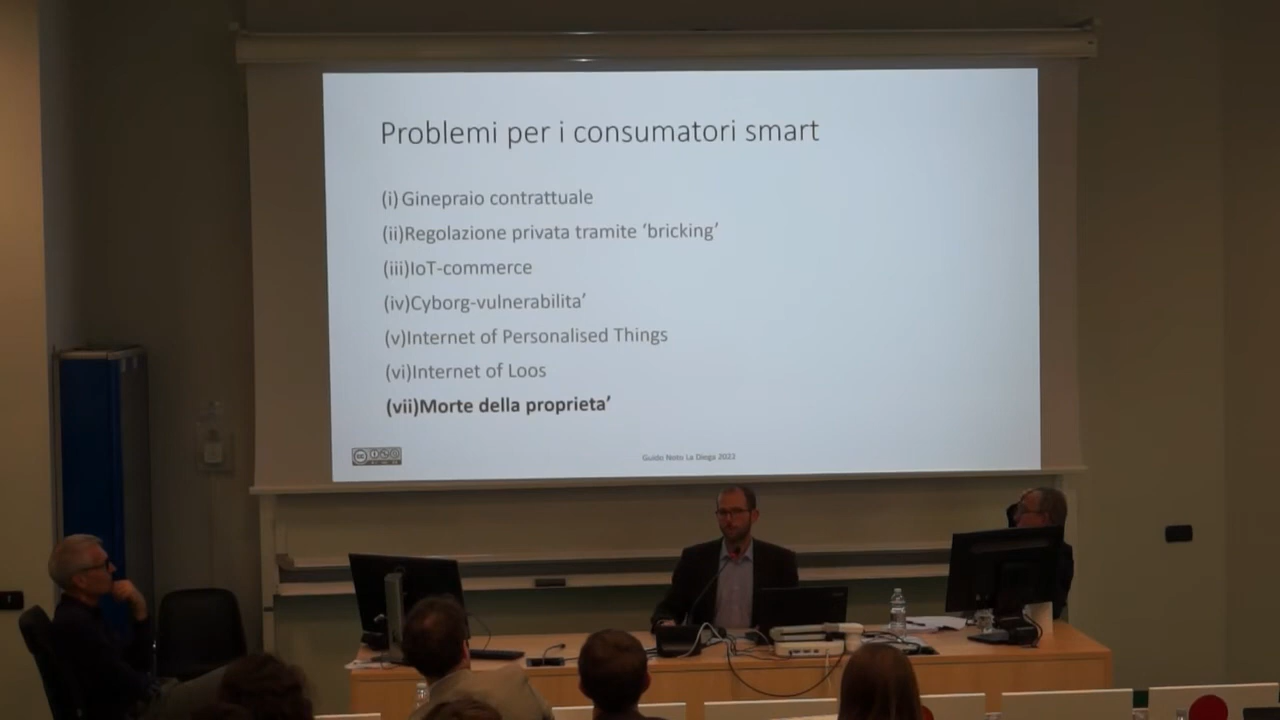 Problemi per i consumatori smart
(i) Ginepraio contrattuale
(ii)Regolazione privata tramite ‘bricking’
(iii)IoT-commerce
(iv)Cyborg-vulnerabilita’
(v)Internet of Personalised Things
(vi)Internet of Loos
(vii)Morte della proprieta’
cc
Guido Noto La Diega 2022